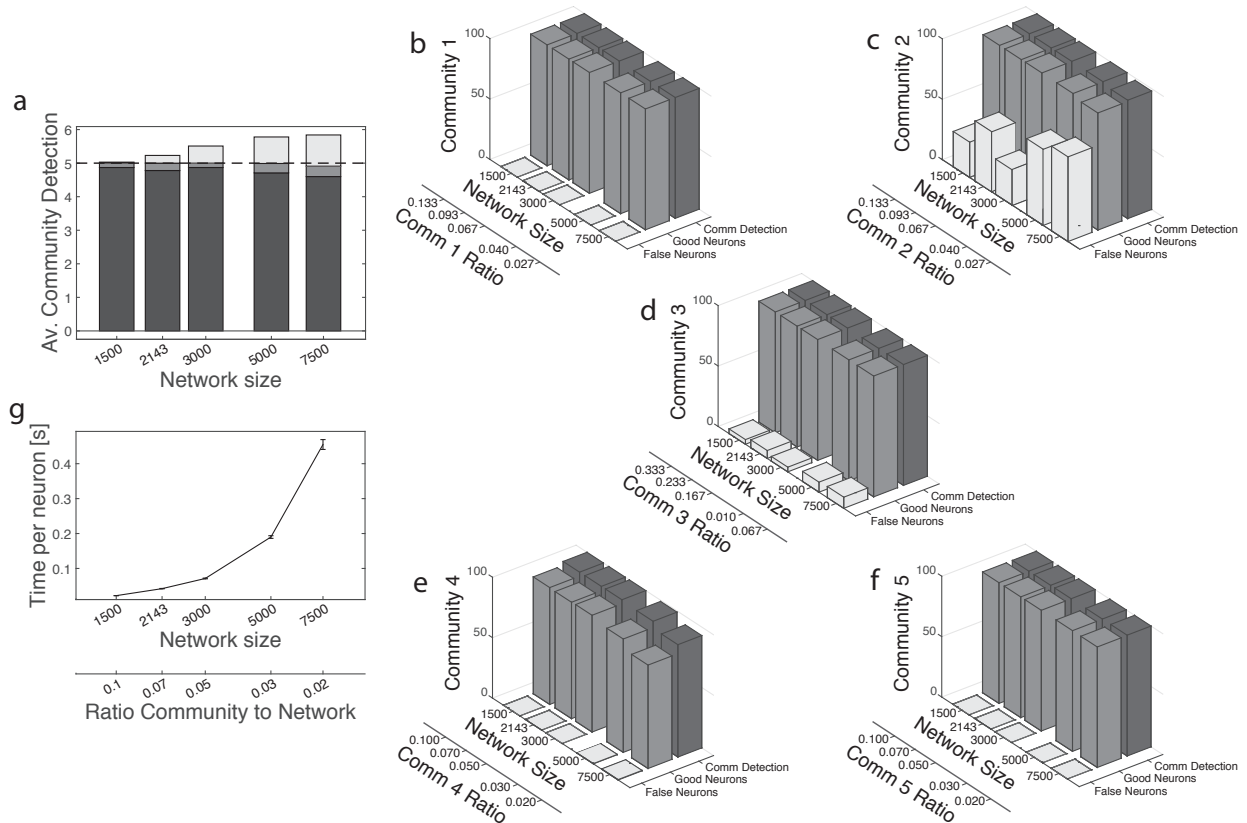 a
Av. Community Detection
6
5
4
3
2
1
0
1500
2143
3000
5000
7500
Network size
b
Community 1
100
50
0
1500
2143
3000
5000
7500
Network Size
0.133
0.093
0.067
0.040
0.027
Comm 1 Ratio
Comm Detection
Good Neurons
False Neurons
c
Community 2
100
50
0
1500
2143
3000
5000
7500
Network Size
0.133
0.093
0.067
0.040
0.027
Comm 2 Ratio
Comm Detection
Good Neurons
False Neurons
d
Community 3
100
50
0
1500
2143
3000
5000
7500
Network Size
0.333
0.233
0.167
0.010
0.067
Comm 3 Ratio
Comm Detection
Good Neurons
False Neurons
g
Time per neuron [s]
0.4
0.3
0.2
0.1
1500
2143
3000
5000
7500
Network size
0.1
0.07
0.05
0.03
0.02
Ratio Community to Network
e
Community 4
100
50
0
1500
2143
3000
5000
7500
Network Size
0.100
0.070
0.050
0.030
0.020
Comm 4 Ratio
Comm Detection
Good Neurons
False Neurons
f
Community 5
100
50
0
1500
2143
3000
5000
7500
Network Size
0.100
0.070
0.050
0.030
0.020
Comm 5 Ratio
Comm Detection
Good Neurons
False Neurons